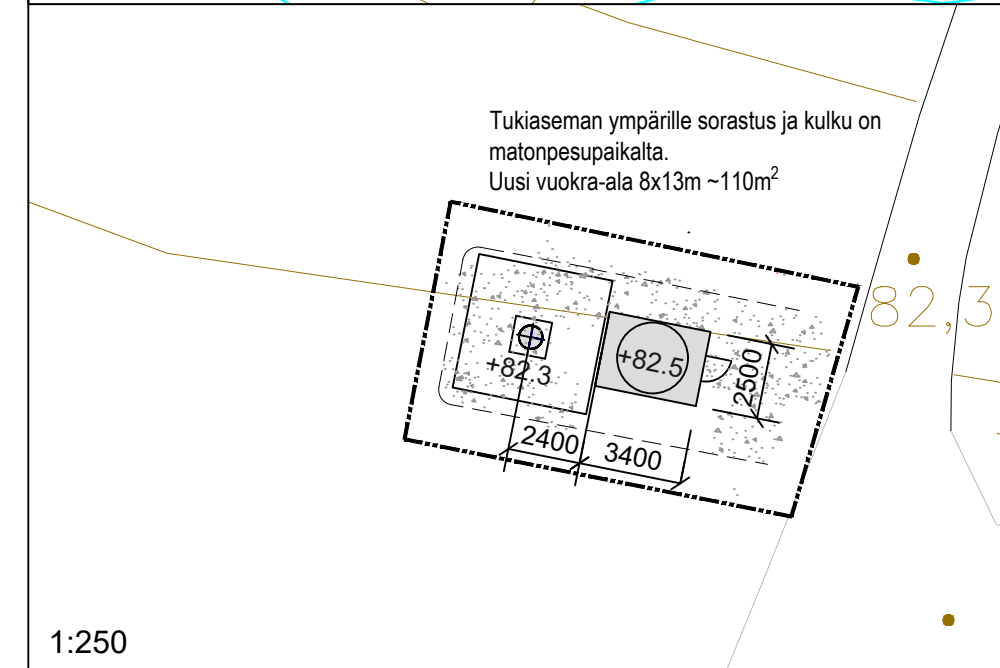 Tukiaseman ympärille sorastus ja kulku on
matonpesupaikalta.
Uusi vuokra-ala 8x13m ~110m²
82,3
+82.3
+82.5
2500
2400
3400
1:250